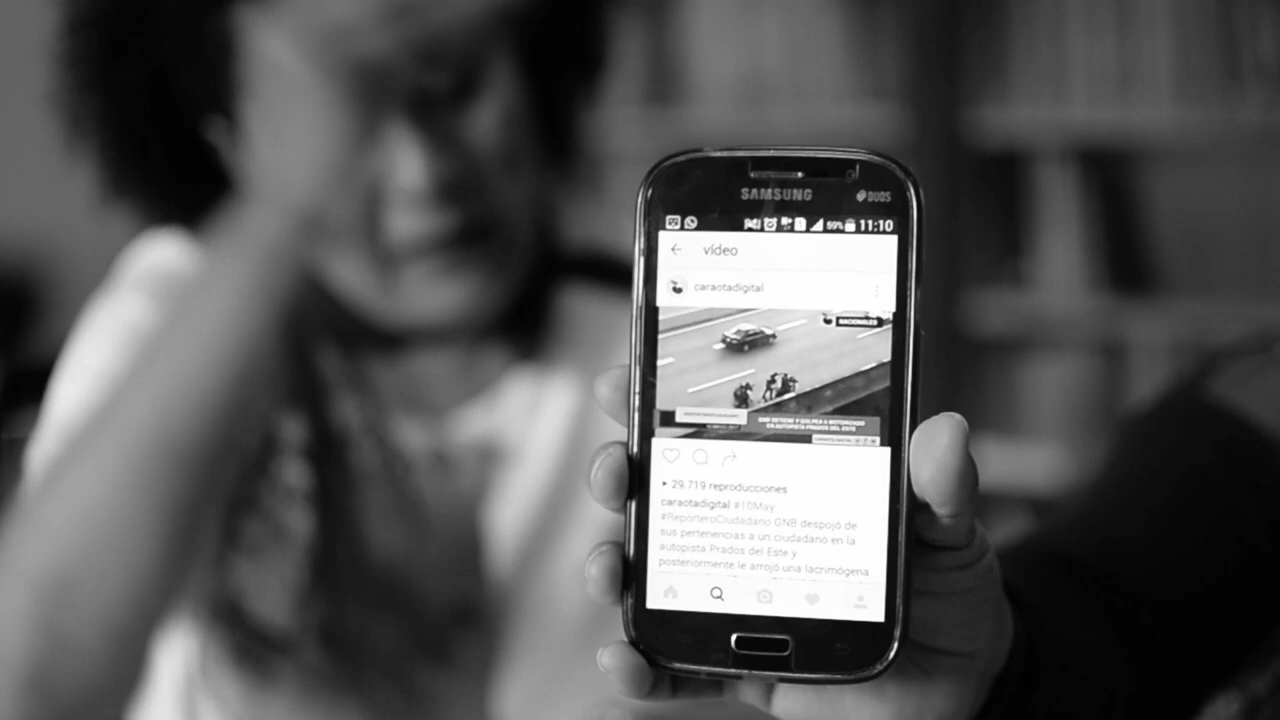 SAMSUNG
DUOS
59% 11:10
vídeo
caraotadigital
NACIONALES
GNB DETIENE Y GOLPEA A MOTORIZADO
EN AUTOPISTA PRADOS DEL ESTE
29.719 reproducciones
caraotadigital #10May
#ReporteroCiudadano GNB despojó de
sus pertenencias a un ciudadano en la
autopista Prados del Este y
posteriormente le arrojó una lacrimógena